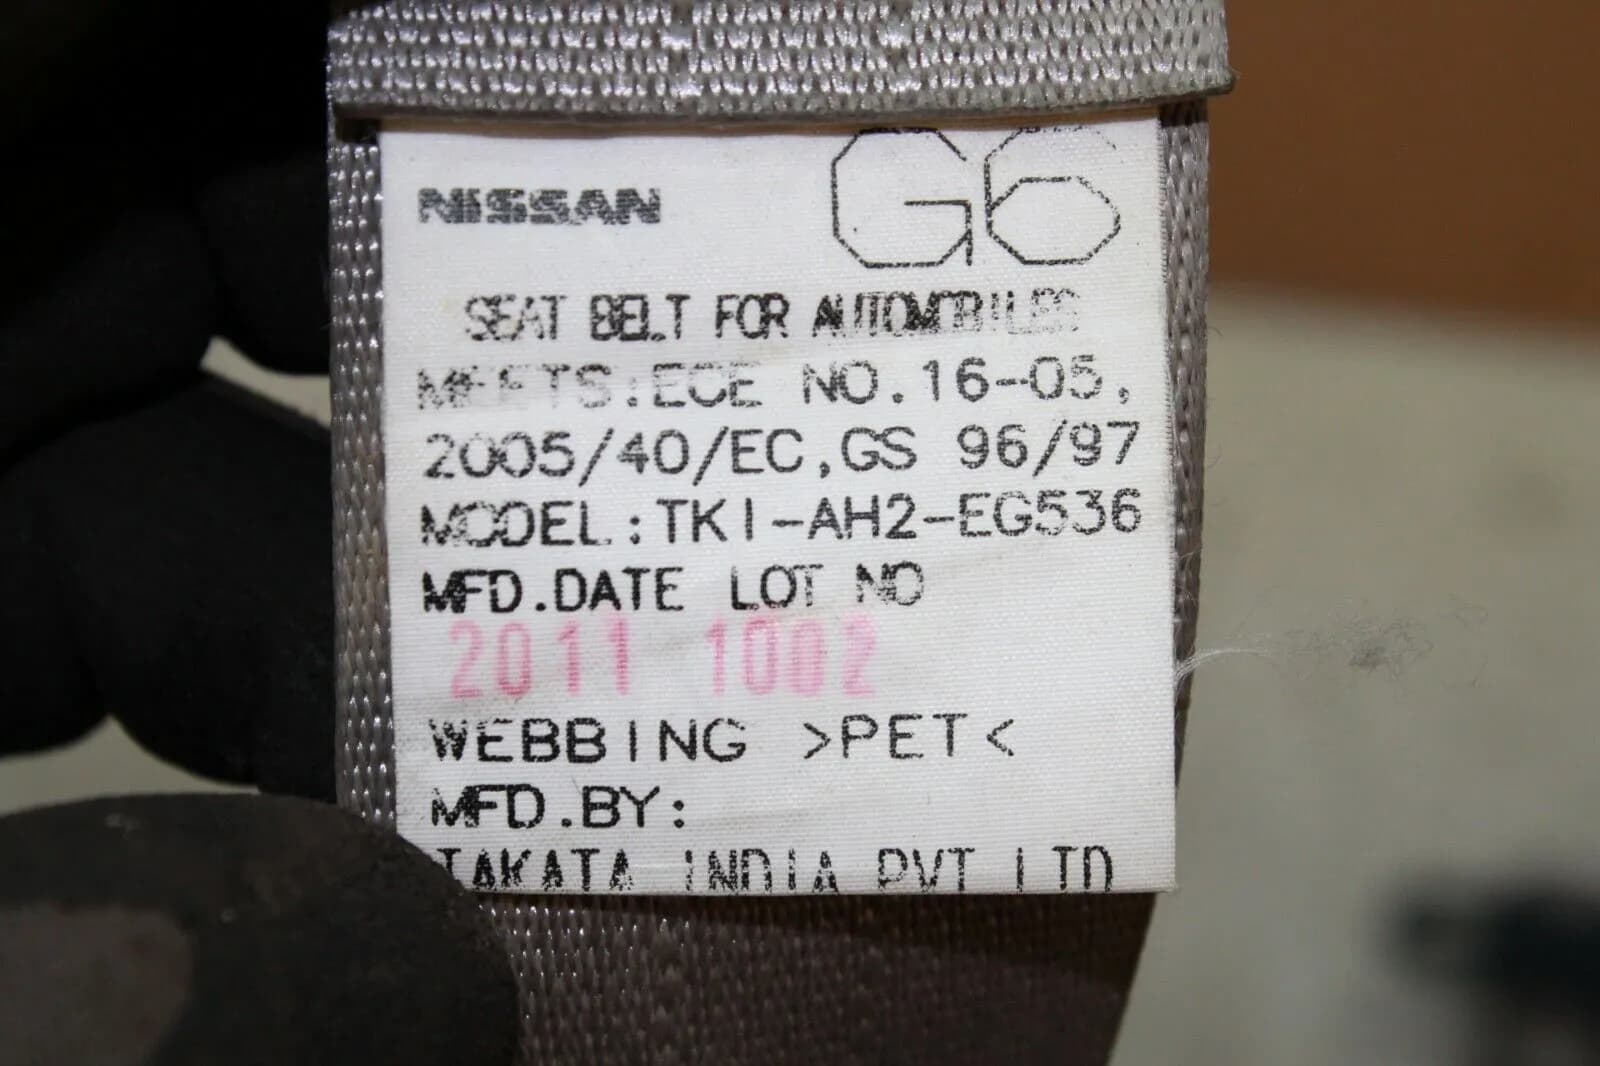 NISSAN G6
SEAT BELT FOR AUTOMOBILES
MEETS:ECE NO.16-05,
2005/40/EC,GS 96/97
MODEL:TKI-AH2-EG536
MFD.DATE LOT NO
2011 1002
WEBBING >PET<
MFD.BY:
TAKATA INDIA PVT LTD